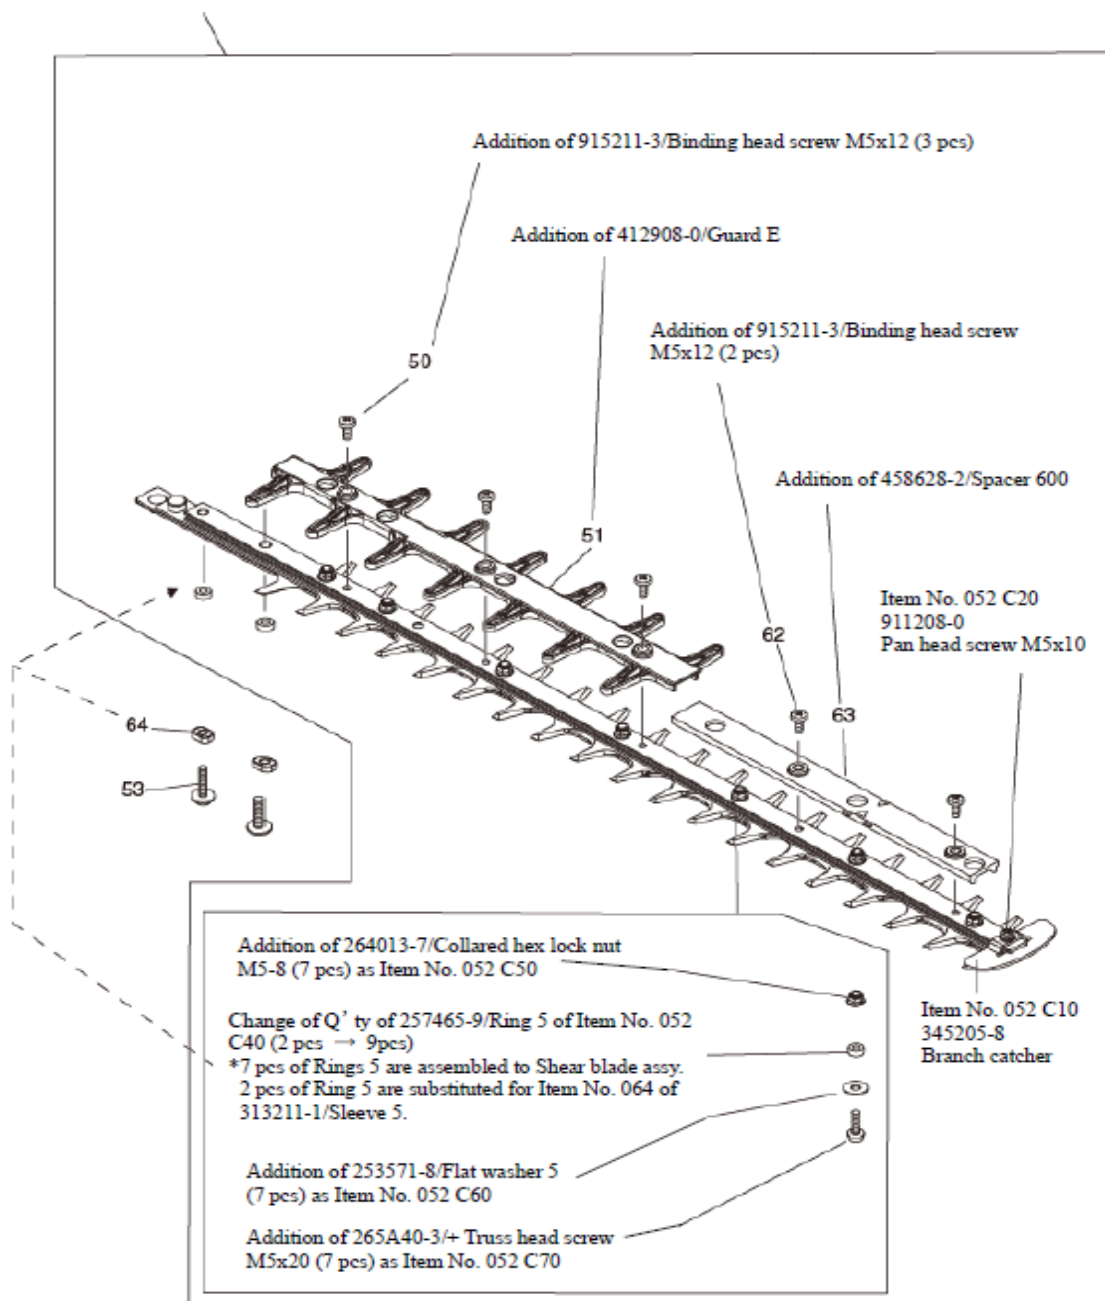 Addition of 915211-3/Binding head screw M5x12 (3 pcs)
Addition of 412908-0/Guard E
Addition of 915211-3/Binding head screw
M5x12 (2 pcs)
50
Addition of 458628-2/Spacer 600
51
Item No. 052 C20
911208-0
Pan head screw M5x10
62
63
64
53
Addition of 264013-7/Collared hex lock nut
M5-8 (7 pcs) as Item No. 052 C50
Change of Q' ty of 257465-9/Ring 5 of Item No. 052
C40 (2 pcs → 9pcs)
*7 pcs of Rings 5 are assembled to Shear blade assy.
2 pcs of Ring 5 are substituted for Item No. 064 of
313211-1/Sleeve 5.
Addition of 253571-8/Flat washer 5
(7 pcs) as Item No. 052 C60
Addition of 265A40-3/+ Truss head screw
M5x20 (7 pcs) as Item No. 052 C70
Item No. 052 C10
345205-8
Branch catcher